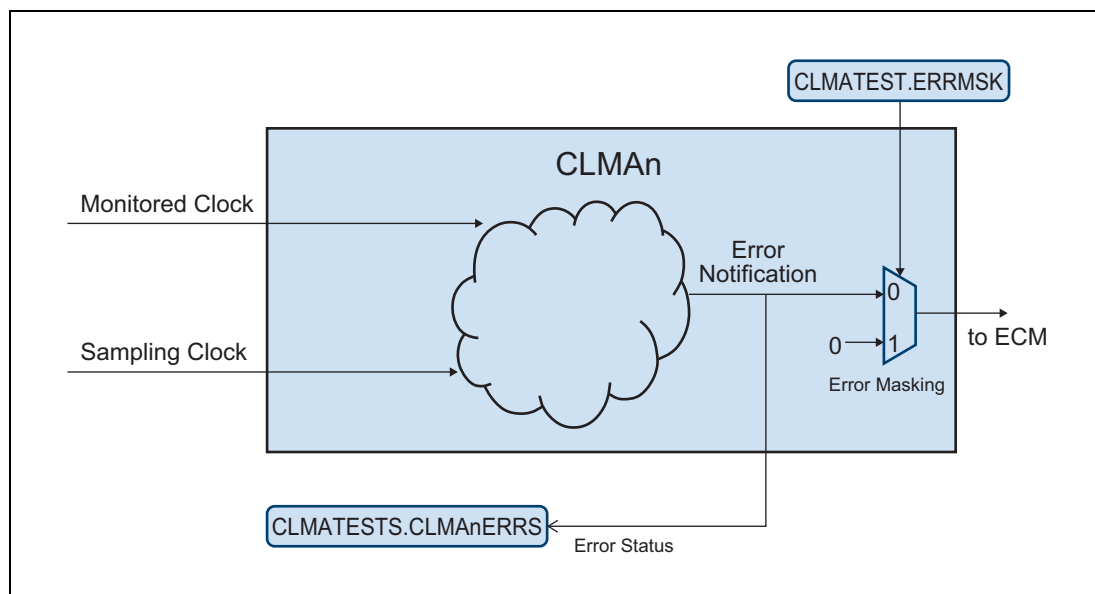 CLMATEST.ERRMSK
CLMAn
Monitored Clock
Error
Notification
0
Sampling Clock
0
1
to ECM
Error Masking
CLMATESTS.CLMAnERRS
Error Status